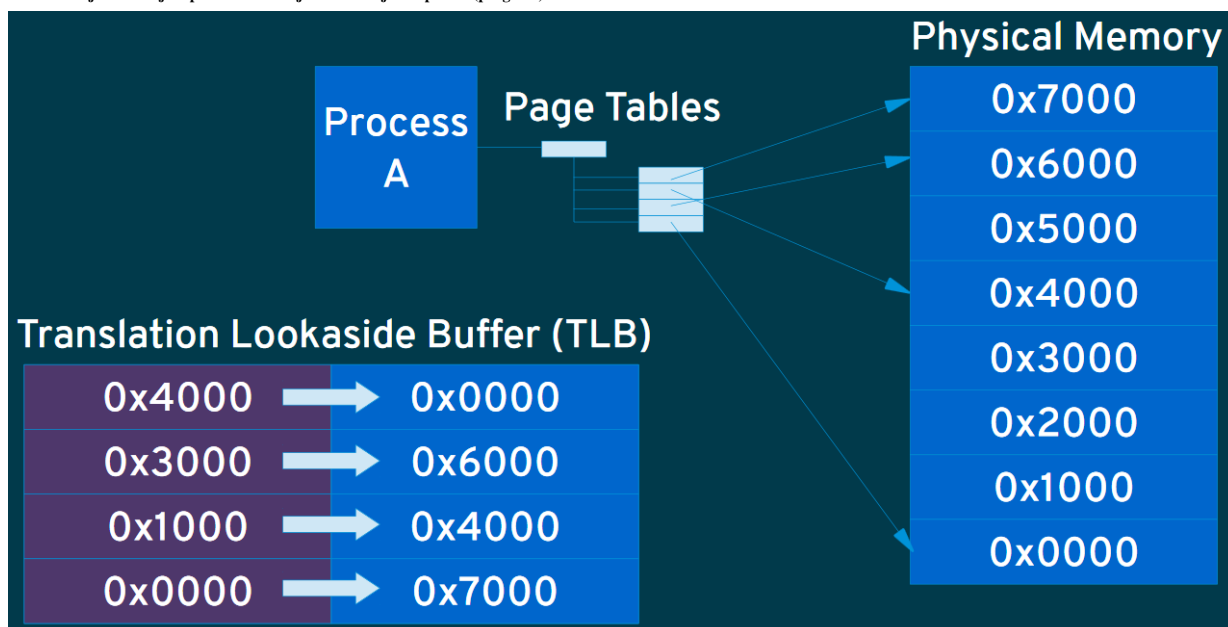 Physical Memory
Process
A
Page Tables
0x7000
0x6000
0x5000
0x4000
0x3000
0x2000
0x1000
0x0000
Translation Lookaside Buffer (TLB)
0x4000 0x0000
0x3000 0x6000
0x1000 0x4000
0x0000 0x7000